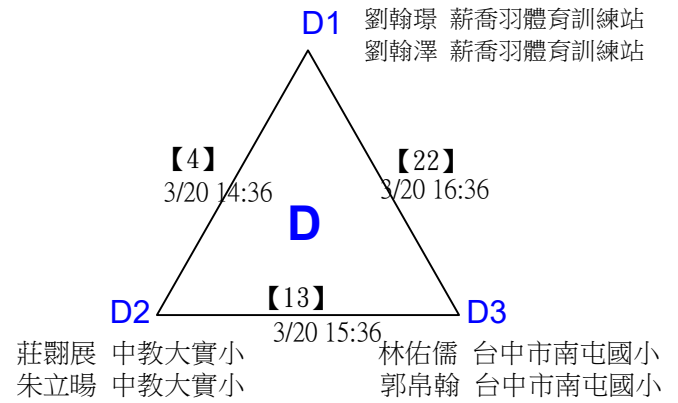 D1 劉翰璟 薪喬羽體育訓練站
劉翰澤 薪喬羽體育訓練站
【4】
3/20 14:36
【22】
3/20 16:36
D
【13】
3/20 15:36
D2
D3
莊翾展 中教大實小
朱立暘 中教大實小
林佑儒 台中市南屯國小
郭帛翰 台中市南屯國小